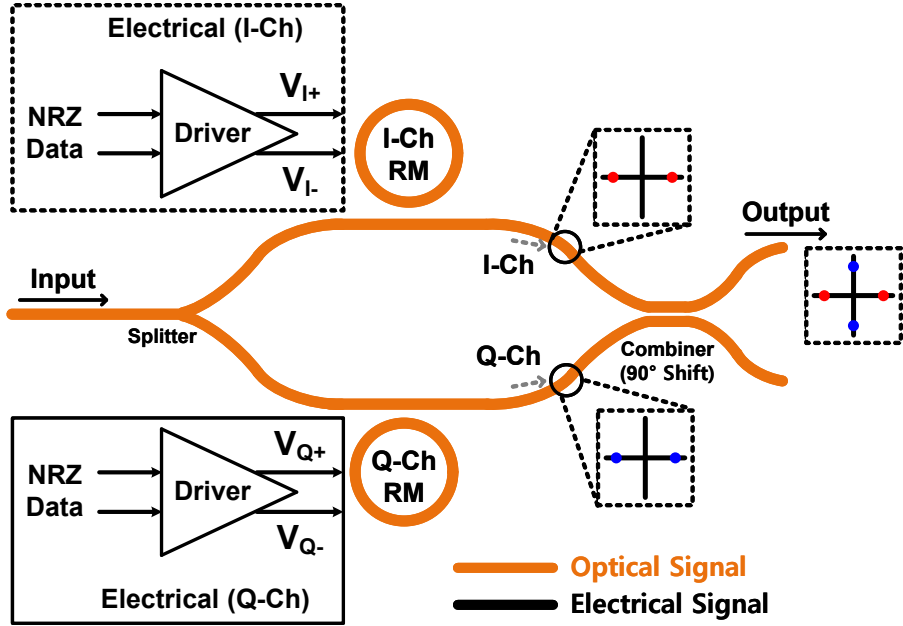 Electrical (I-Ch)
NRZ
Data
Driver
VI+
VI-
I-Ch
RM
Input
Splitter
I-Ch
Output
Q-Ch
Combiner
(90° Shift)
NRZ
Data
Driver
VQ+
VQ-
Q-Ch
RM
Electrical (Q-Ch)
Optical Signal
Electrical Signal